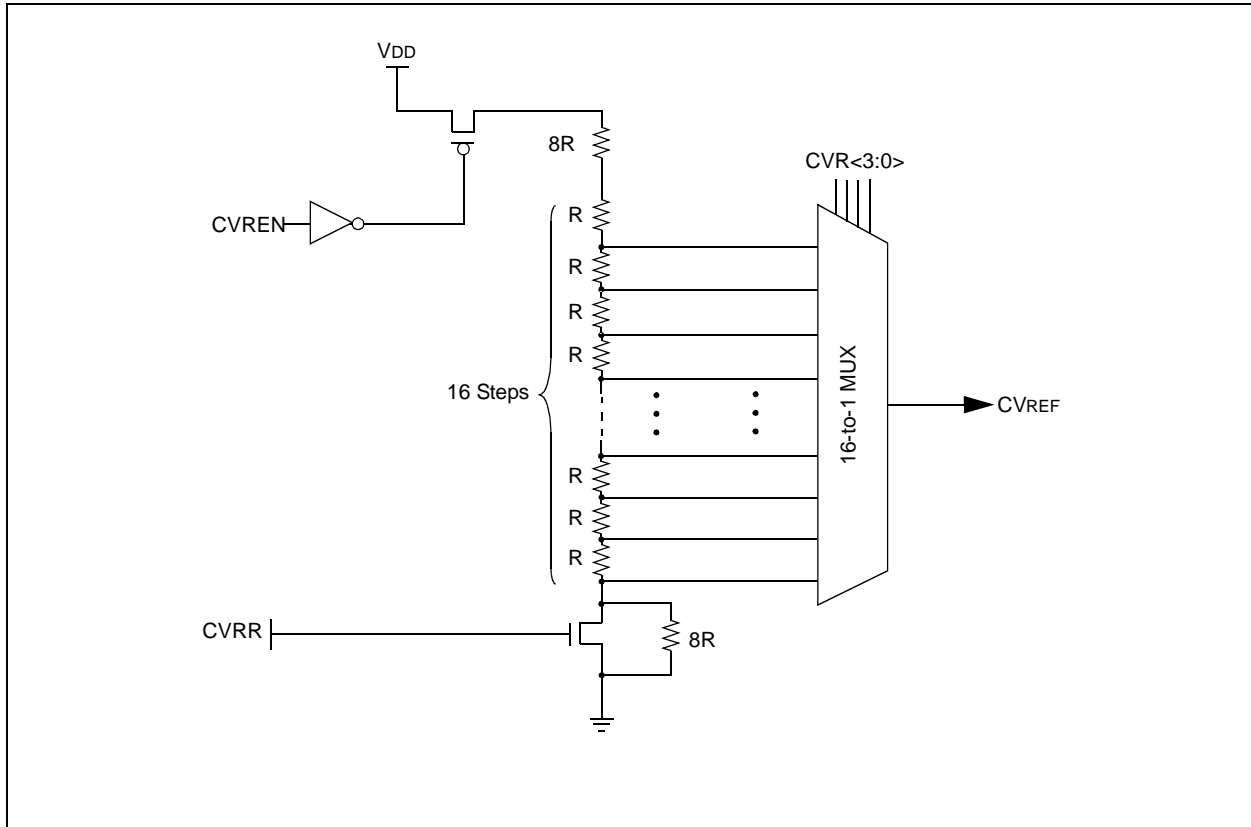 VDD
8R
CVR<3:0>
CVREN
R
R
R
R
16 Steps
16-to-1 MUX
CVREF
R
R
R
CVRR
8R